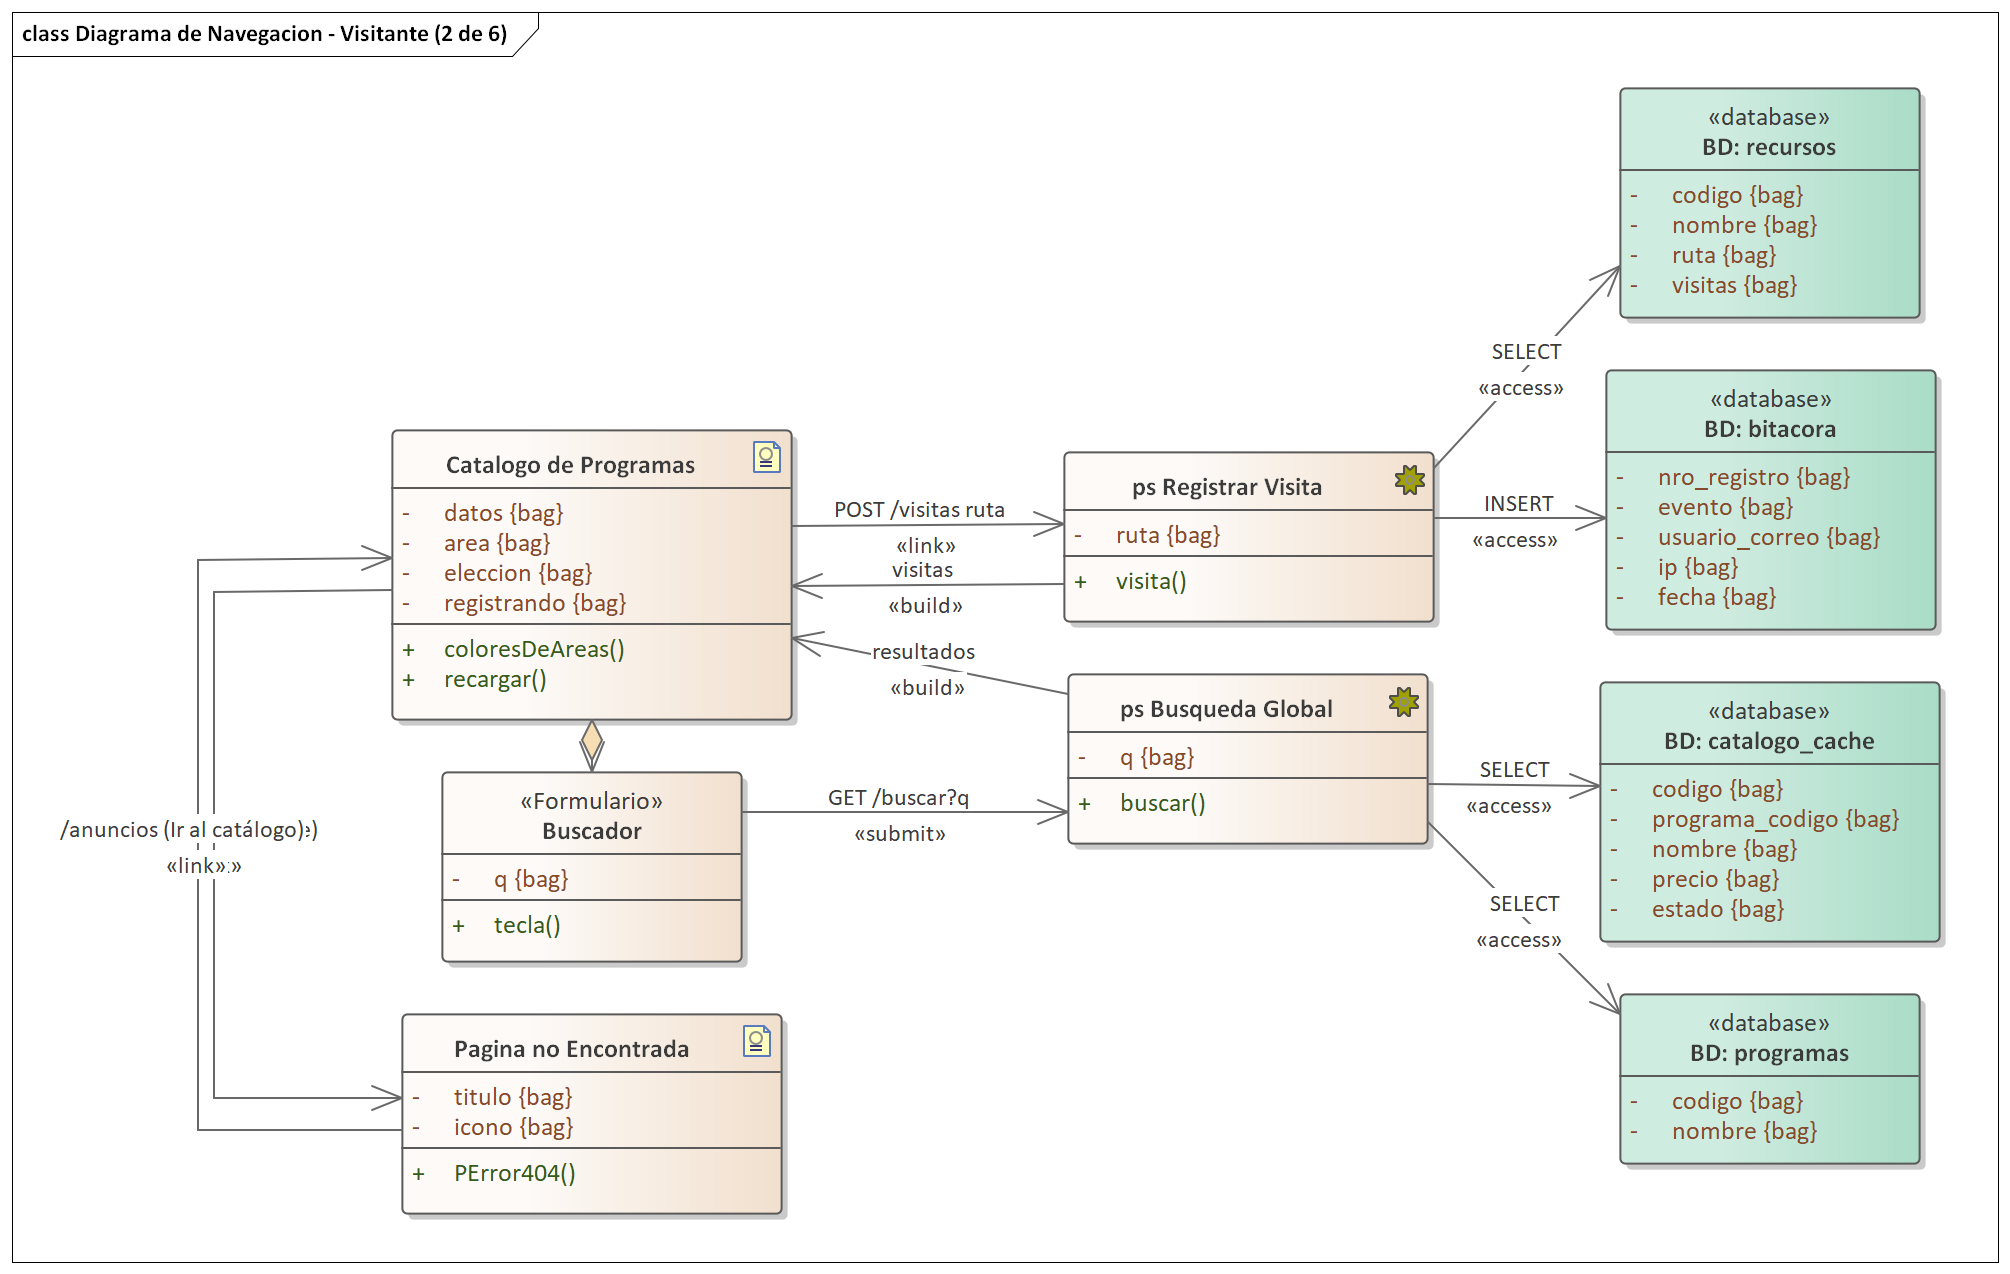 class Diagrama de Navegacion - Visitante (2 de 6)
«database»
BD: recursos
- codigo {bag}
- nombre {bag}
- ruta {bag}
- visitas {bag}
SELECT
«access»
«database»
BD: bitacora
- nro_registro {bag}
- evento {bag}
- usuario_correo {bag}
- ip {bag}
- fecha {bag}
INSERT
«access»
Catalogo de Programas
- datos {bag}
- area {bag}
- eleccion {bag}
- registrando {bag}
+ coloresDeAreas()
+ recargar()
POST /visitas ruta
«link»
visitas
«build»
ps Registrar Visita
- ruta {bag}
+ visita()
resultados
«build»
ps Busqueda Global
- q {bag}
+ buscar()
«database»
BD: catalogo_cache
- codigo {bag}
- programa_codigo {bag}
- nombre {bag}
- precio {bag}
- estado {bag}
SELECT
«access»
«Formulario»
Buscador
- q {bag}
+ tecla()
GET /buscar?q
«submit»
/anuncios (Ir al catálogo)
«link»
SELECT
«access»
«database»
BD: programas
- codigo {bag}
- nombre {bag}
Pagina no Encontrada
- titulo {bag}
- icono {bag}
+ PError404()